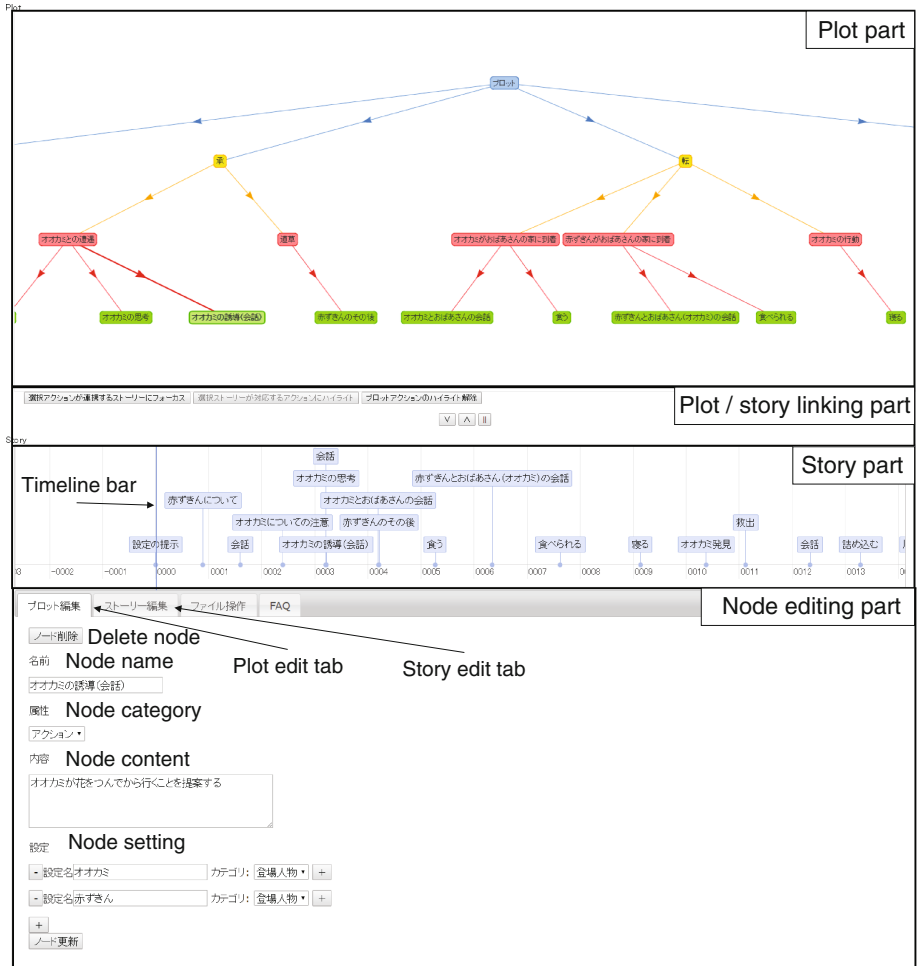 Plot
Plot part
プロット
承
転
オオカミとの遭遇
道草
オオカミがおばあさんの家に到着
赤ずきんがおばあさんの家に到着
オオカミの行動
オオカミの思考
オオカミの誘導(会話)
赤ずきんのその後
オオカミとおばあさんの会話
食う
赤ずきんとおばあさん(オオカミ)の会話
食べられる
寝る
選択アクションが連携するストーリーにフォーカス
選択ストーリーが対応するアクションにハイライト
プロットアクションのハイライト解除
Plot / story linking part
∨ ∧ ||
Story
Story part
会話
オオカミの思考
赤ずきんとおばあさん(オオカミ)の会話
Timeline bar
赤ずきんについて
オオカミとおばあさんの会話
オオカミについての注意
赤ずきんのその後
救出
設定の提示
会話
オオカミの誘導(会話)
食う
食べられる
寝る
オオカミ発見
会話
詰め込む
-0002 -0001 0000 0001 0002 0003 0004 0005 0006 0007 0008 0009 0010 0011 0012 0013
プロット編集 ストーリー編集 ファイル操作 FAQ
Node editing part
ノード削除 Delete node
名前 Node name
Plot edit tab
Story edit tab
オオカミの誘導(会話)
属性 Node category
アクション
内容 Node content
オオカミが花をつんでから行くことを提案する
設定 Node setting
- 設定名 オオカミ カテゴリ: 登場人物 +
- 設定名 赤ずきん カテゴリ: 登場人物 +
+
ノード更新